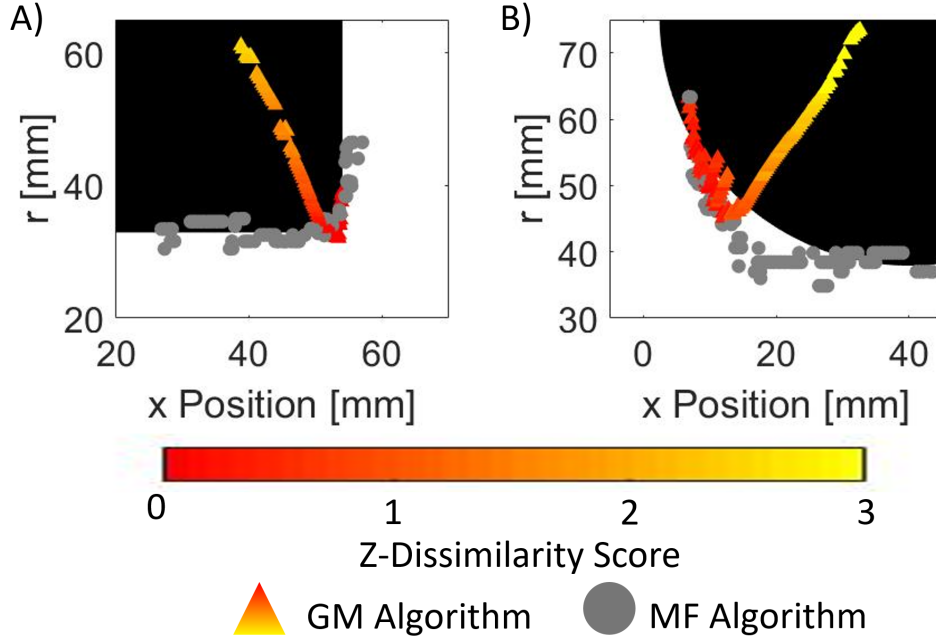 A)
B)
60
40
20
r [mm]
20 40 60
x Position [mm]
70
60
50
40
30
r [mm]
0 20 40
x Position [mm]
0 1 2 3
Z-Dissimilarity Score
GM Algorithm MF Algorithm